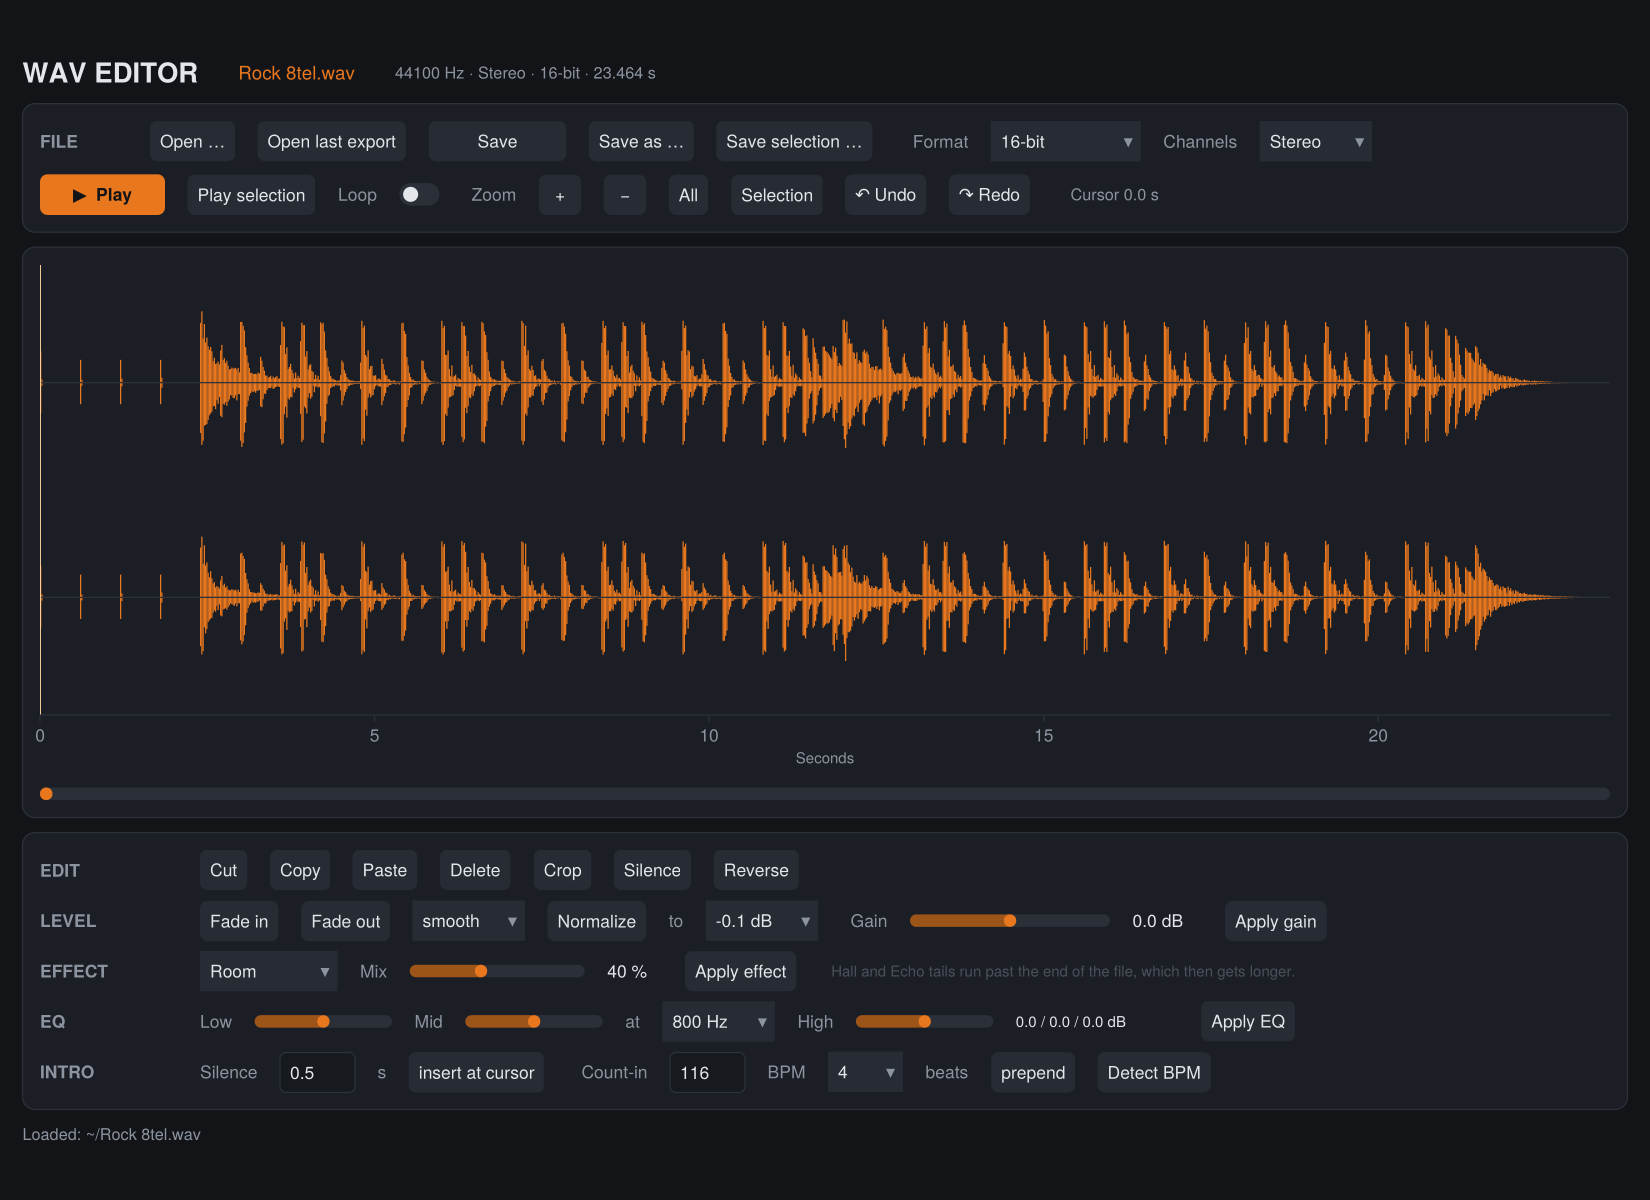 WAV EDITOR Rock 8tel.wav 44100 Hz · Stereo · 16-bit · 23.464 s
FILE Open ... Open last export Save Save as ... Save selection ... Format 16-bit ▼ Channels Stereo ▼
▶ Play Play selection Loop Zoom + − All Selection ↶ Undo ↷ Redo Cursor 0.0 s
0 5 10 15 20
Seconds
EDIT Cut Copy Paste Delete Crop Silence Reverse
LEVEL Fade in Fade out smooth ▼ Normalize to -0.1 dB ▼ Gain 0.0 dB Apply gain
EFFECT Room ▼ Mix 40 % Apply effect Hall and Echo tails run past the end of the file, which then gets longer.
EQ Low Mid at 800 Hz ▼ High 0.0 / 0.0 / 0.0 dB Apply EQ
INTRO Silence 0.5 s insert at cursor Count-in 116 BPM 4 ▼ beats prepend Detect BPM
Loaded: ~/Rock 8tel.wav